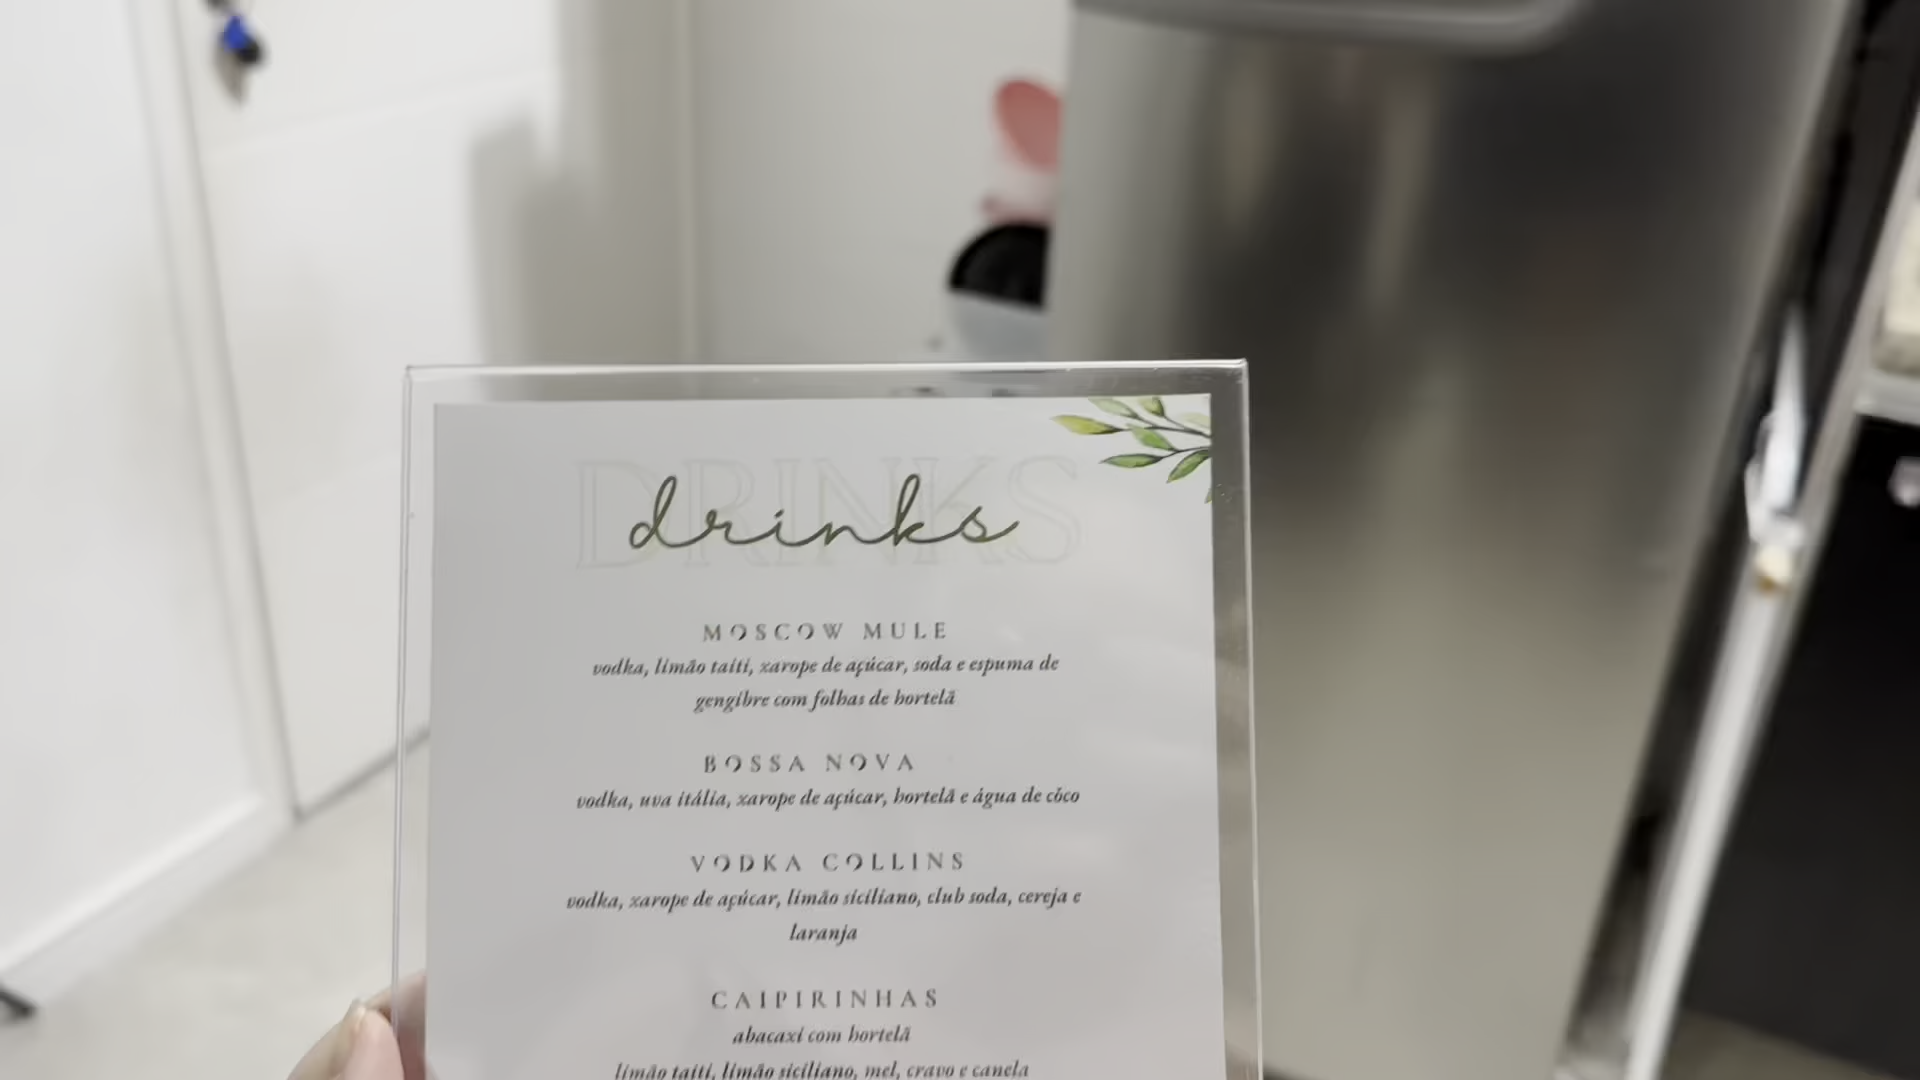 DRINKS
drinks
MOSCOW MULE
vodka, limão taiti, xarope de açúcar, soda e espuma de
gengibre com folhas de hortelã
BOSSA NOVA
vodka, uva itália, xarope de açúcar, hortelã e água de côco
VODKA COLLINS
vodka, xarope de açúcar, limão siciliano, club soda, cereja e
laranja
CAIPIRINHAS
abacaxi com hortelã
limão taiti, limão siciliano, mel, cravo e canela